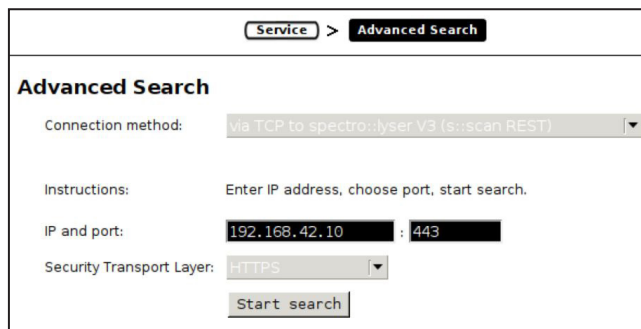 Service > Advanced Search
Advanced Search
Connection method: via TCP to spectro::lyser V3 (s::scan REST)
Instructions: Enter IP address, choose port, start search.
IP and port: 192.168.42.10 : 443
Security Transport Layer: HTTPS
Start search